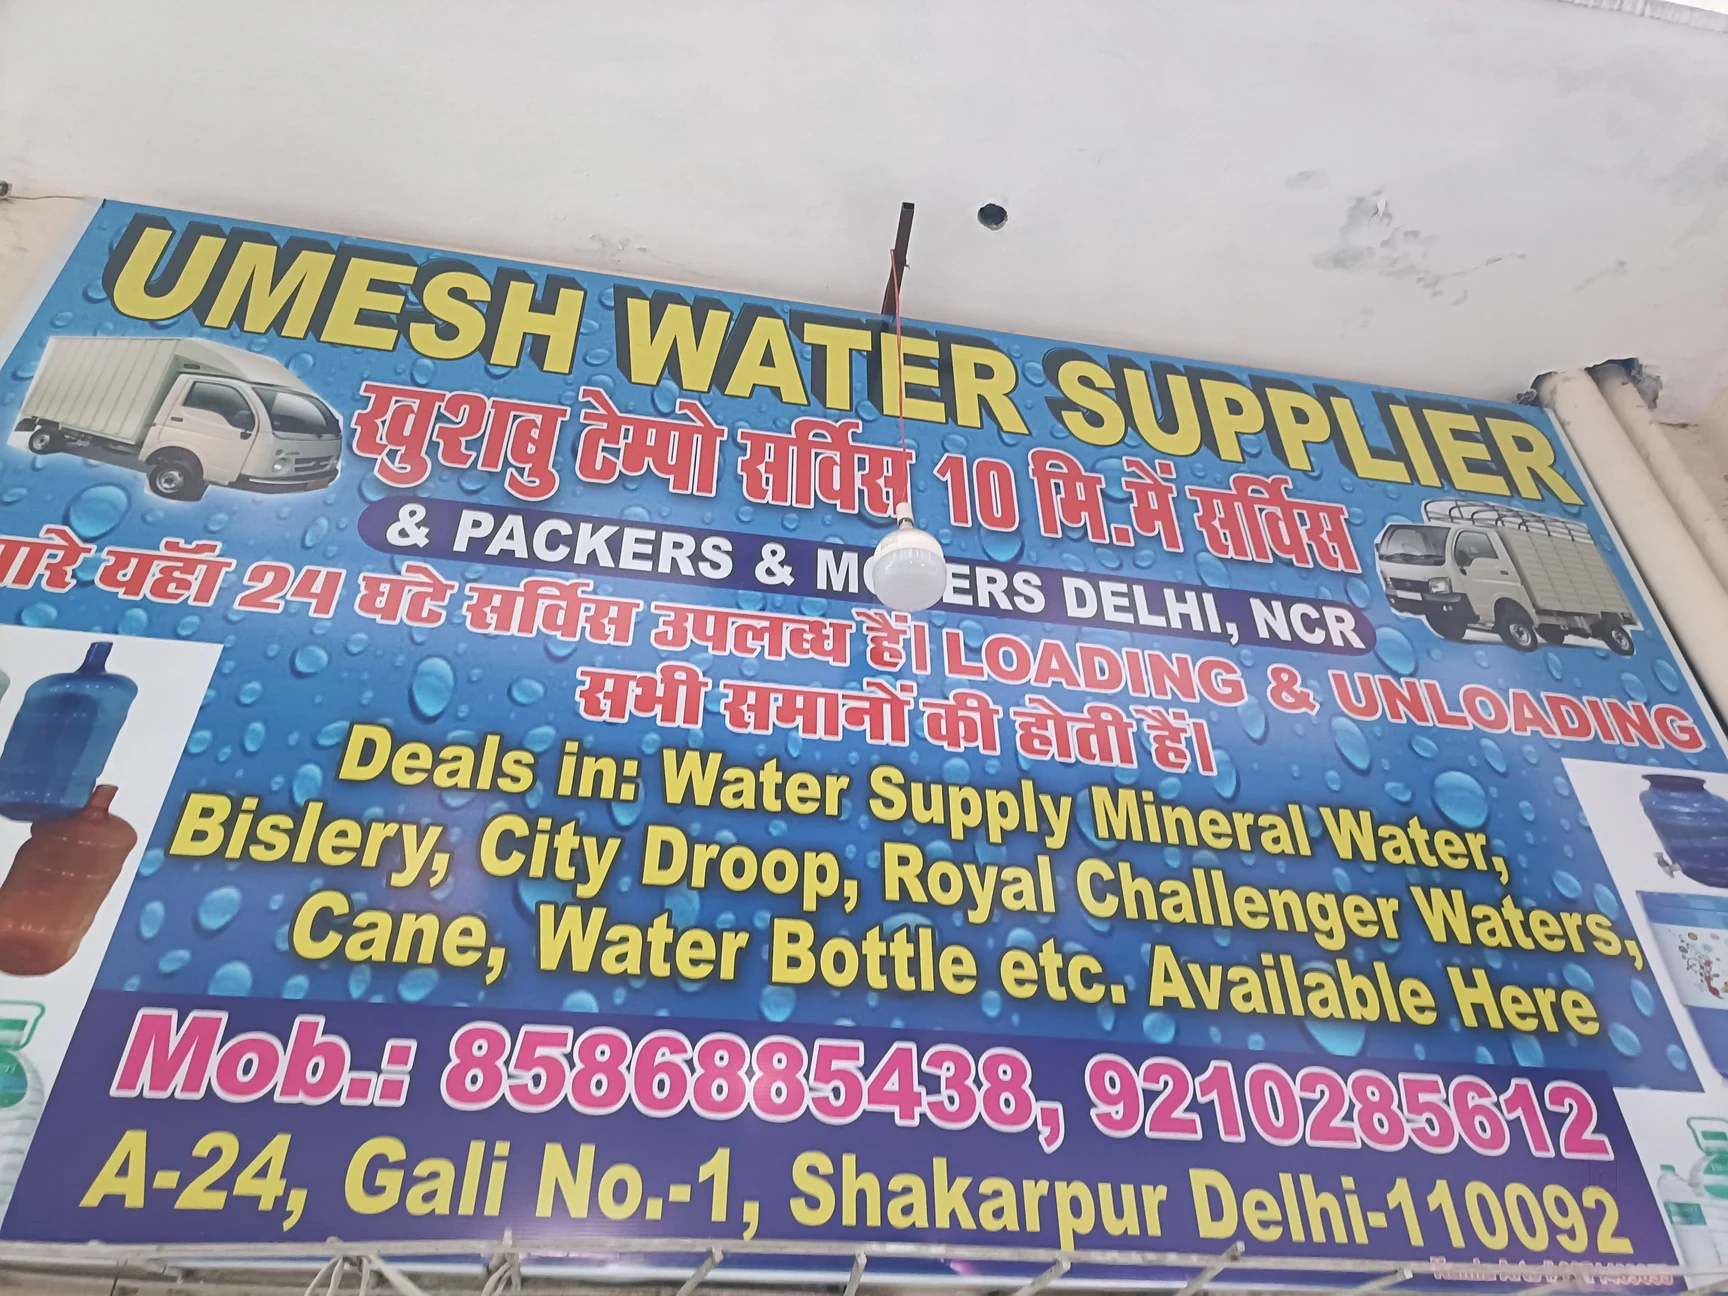 UMESH WATER SUPPLIER
खुशबु टेम्पो सर्विस 10 मि.में सर्विस
& PACKERS & MOVERS DELHI, NCR
मारे यहाँ 24 घंटे सर्विस उपलब्ध हैं। LOADING & UNLOADING
सभी समानों की होती हैं।
Deals in: Water Supply Mineral Water,
Bislery, City Droop, Royal Challenger Waters,
Cane, Water Bottle etc. Available Here
Mob.: 8586885438, 9210285612
A-24, Gali No.-1, Shakarpur Delhi-110092